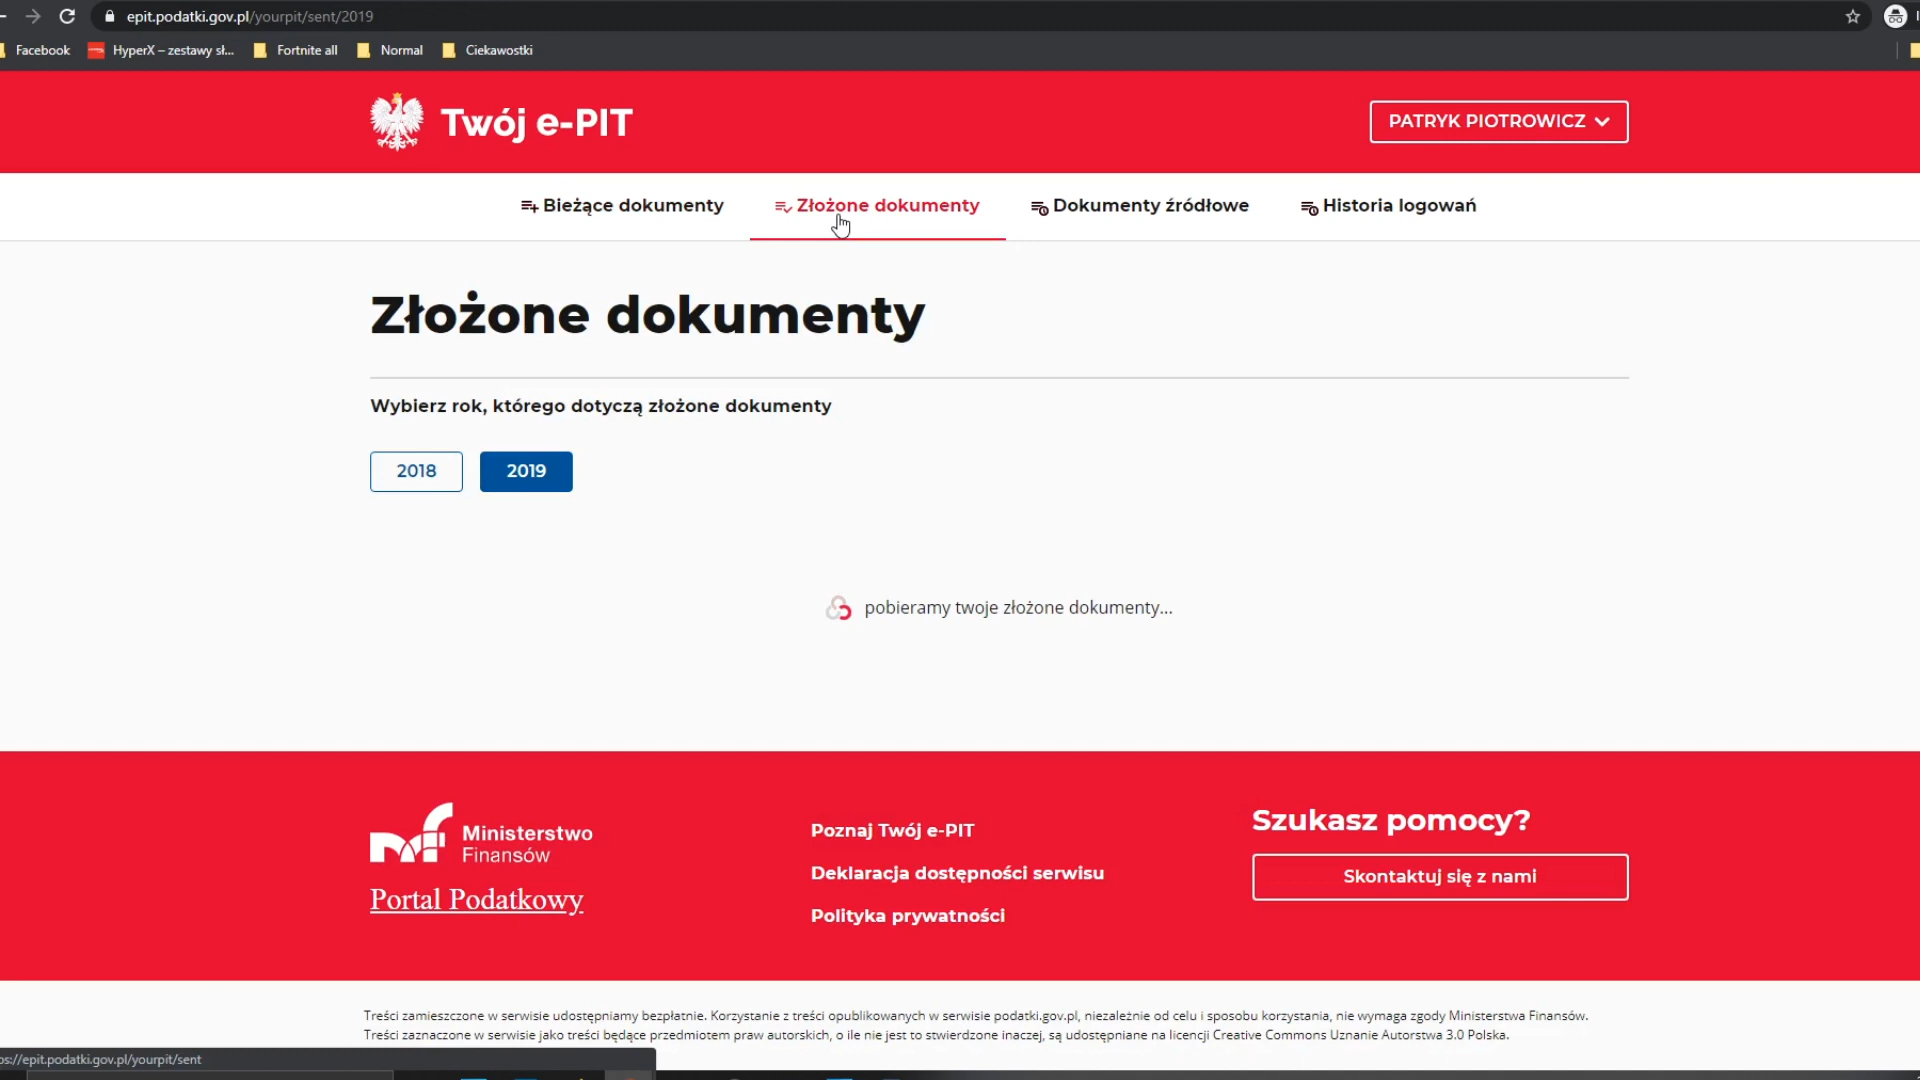 epit.podatki.gov.pl/yourpit/sent/2019
Facebook HyperX – zestawy sł... Fortnite all Normal Ciekawostki
Twój e-PIT
PATRYK PIOTROWICZ
Bieżące dokumenty Złożone dokumenty Dokumenty źródłowe Historia logowań
Złożone dokumenty
Wybierz rok, którego dotyczą złożone dokumenty
2018 2019
pobieramy twoje złożone dokumenty...
Ministerstwo
Finansów
Portal Podatkowy
Poznaj Twój e-PIT
Deklaracja dostępności serwisu
Polityka prywatności
Szukasz pomocy?
Skontaktuj się z nami
Treści zamieszczone w serwisie udostępniamy bezpłatnie. Korzystanie z treści opublikowanych w serwisie podatki.gov.pl, niezależnie od celu i sposobu korzystania, nie wymaga zgody Ministerstwa Finansów.
Treści zaznaczone w serwisie jako treści będące przedmiotem praw autorskich, o ile nie jest to stwierdzone inaczej, są udostępniane na licencji Creative Commons Uznanie Autorstwa 3.0 Polska.
ps://epit.podatki.gov.pl/yourpit/sent